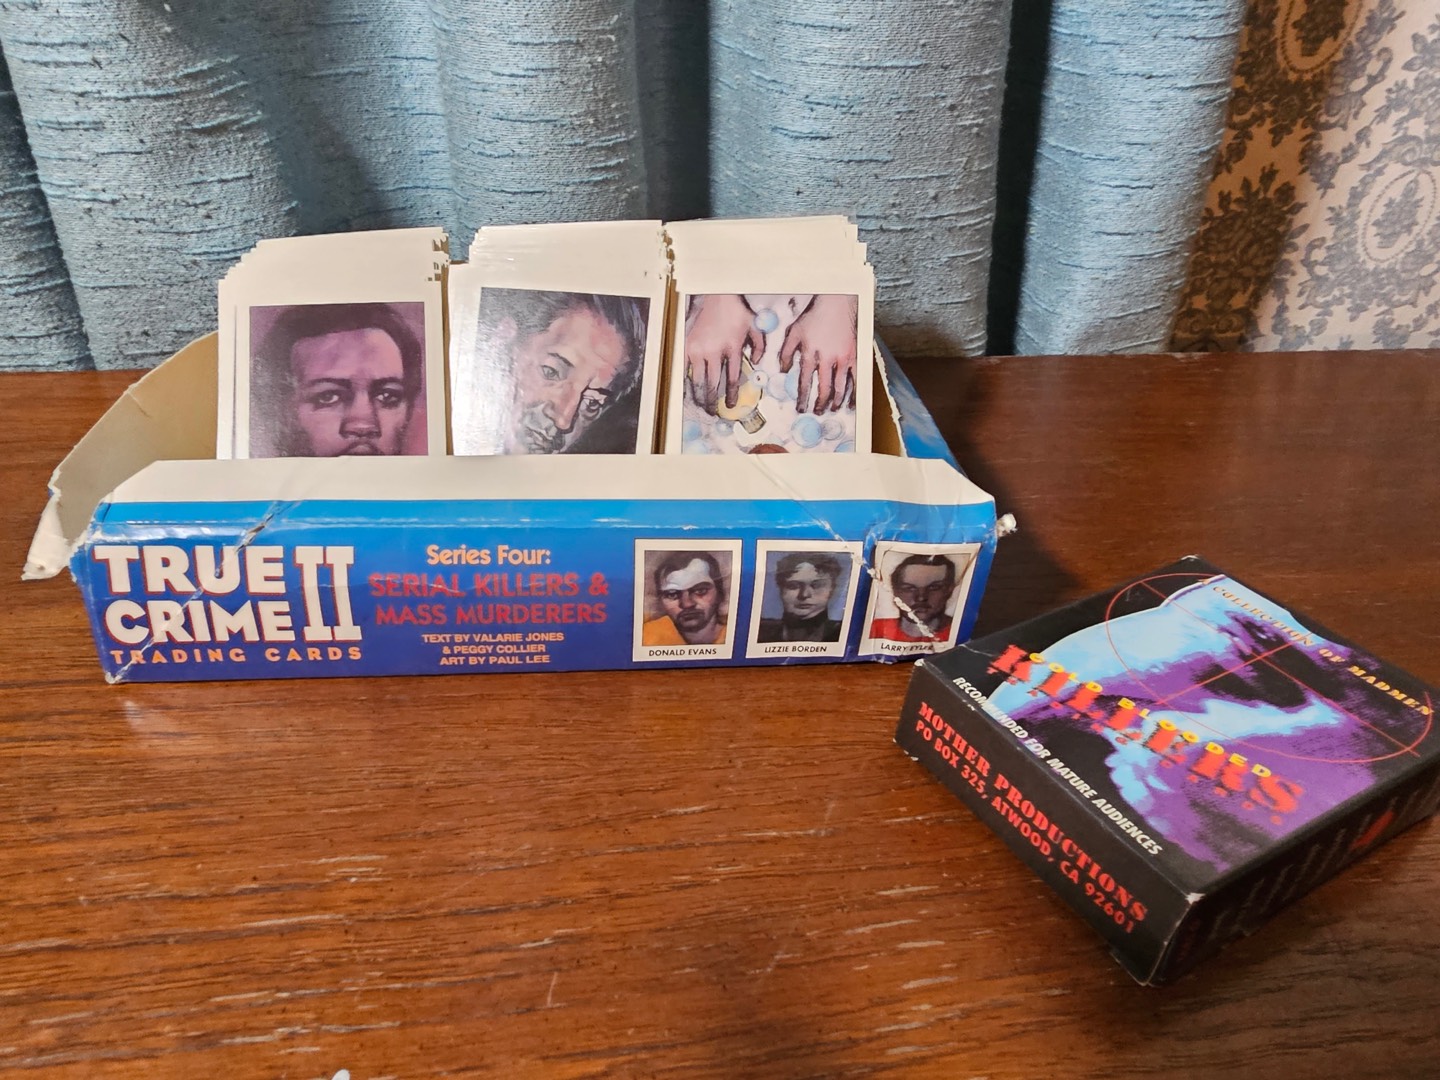 TRUE
CRIME II
TRADING CARDS
Series Four:
SERIAL KILLERS &
MASS MURDERERS
TEXT BY VALARIE JONES
& PEGGY COLLIER
ART BY PAUL LEE
DONALD EVANS
LIZZIE BORDEN
LARRY EYLER
COLLECTION OF MADMEN
COLD BLOODED
KILLERS
RECOMMENDED FOR MATURE AUDIENCES
MOTHER PRODUCTIONS
PO BOX 325, ATWOOD, CA 92601